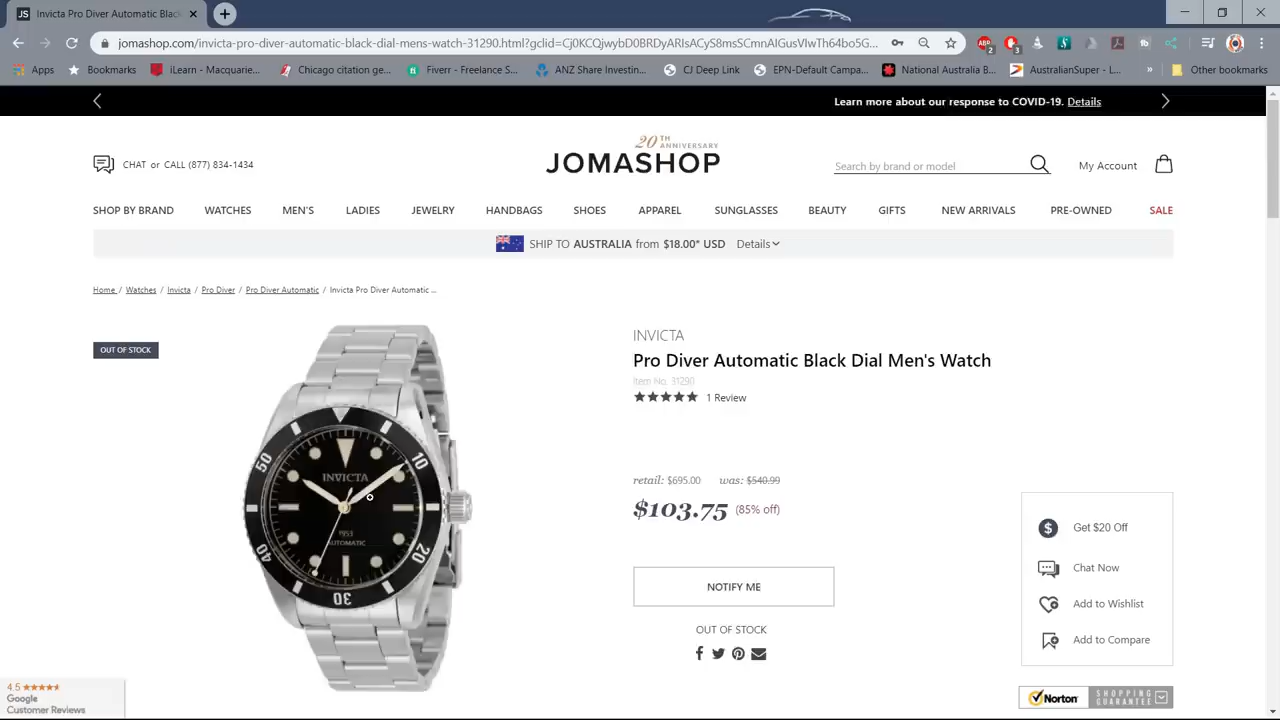 JS Invicta Pro Diver Automatic Black
jomashop.com/invicta-pro-diver-automatic-black-dial-mens-watch-31290.html?gclid=Cj0KCQjwybD0BRDyARIsACyS8msSCmnAIGusVIwTh64bo5G...
Apps Bookmarks iLearn - Macquarie... Chicago citation ge... Fiverr - Freelance S... ANZ Share Investin... CJ Deep Link EPN-Default Campa... National Australia B... AustralianSuper - L... » Other bookmarks
Learn more about our response to COVID-19. Details
20TH ANNIVERSARY
JOMASHOP
CHAT or CALL (877) 834-1434
Search by brand or model
My Account
SHOP BY BRAND WATCHES MEN'S LADIES JEWELRY HANDBAGS SHOES APPAREL SUNGLASSES BEAUTY GIFTS NEW ARRIVALS PRE-OWNED SALE
SHIP TO AUSTRALIA from $18.00* USD Details
Home / Watches / Invicta / Pro Diver / Pro Diver Automatic / Invicta Pro Diver Automatic ...
OUT OF STOCK
INVICTA
Pro Diver Automatic Black Dial Men's Watch
Item No. 31290
1 Review
retail: $695.00 was: $540.99
$103.75 (85% off)
NOTIFY ME
OUT OF STOCK
50 10
INVICTA
1953
AUTOMATIC
40 20
30
$ Get $20 Off
Chat Now
Add to Wishlist
Add to Compare
4.5
Google
Customer Reviews
Norton SHOPPING GUARANTEE